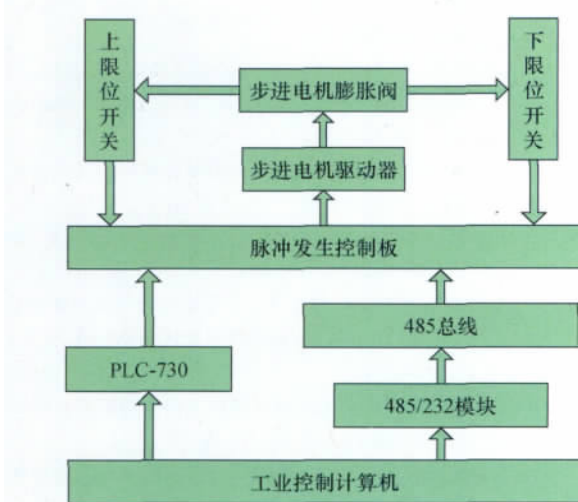 上限位开关
下限位开关
步进电机膨胀阀
步进电机驱动器
脉冲发生控制板
485总线
PLC-730
485/232模块
工业控制计算机